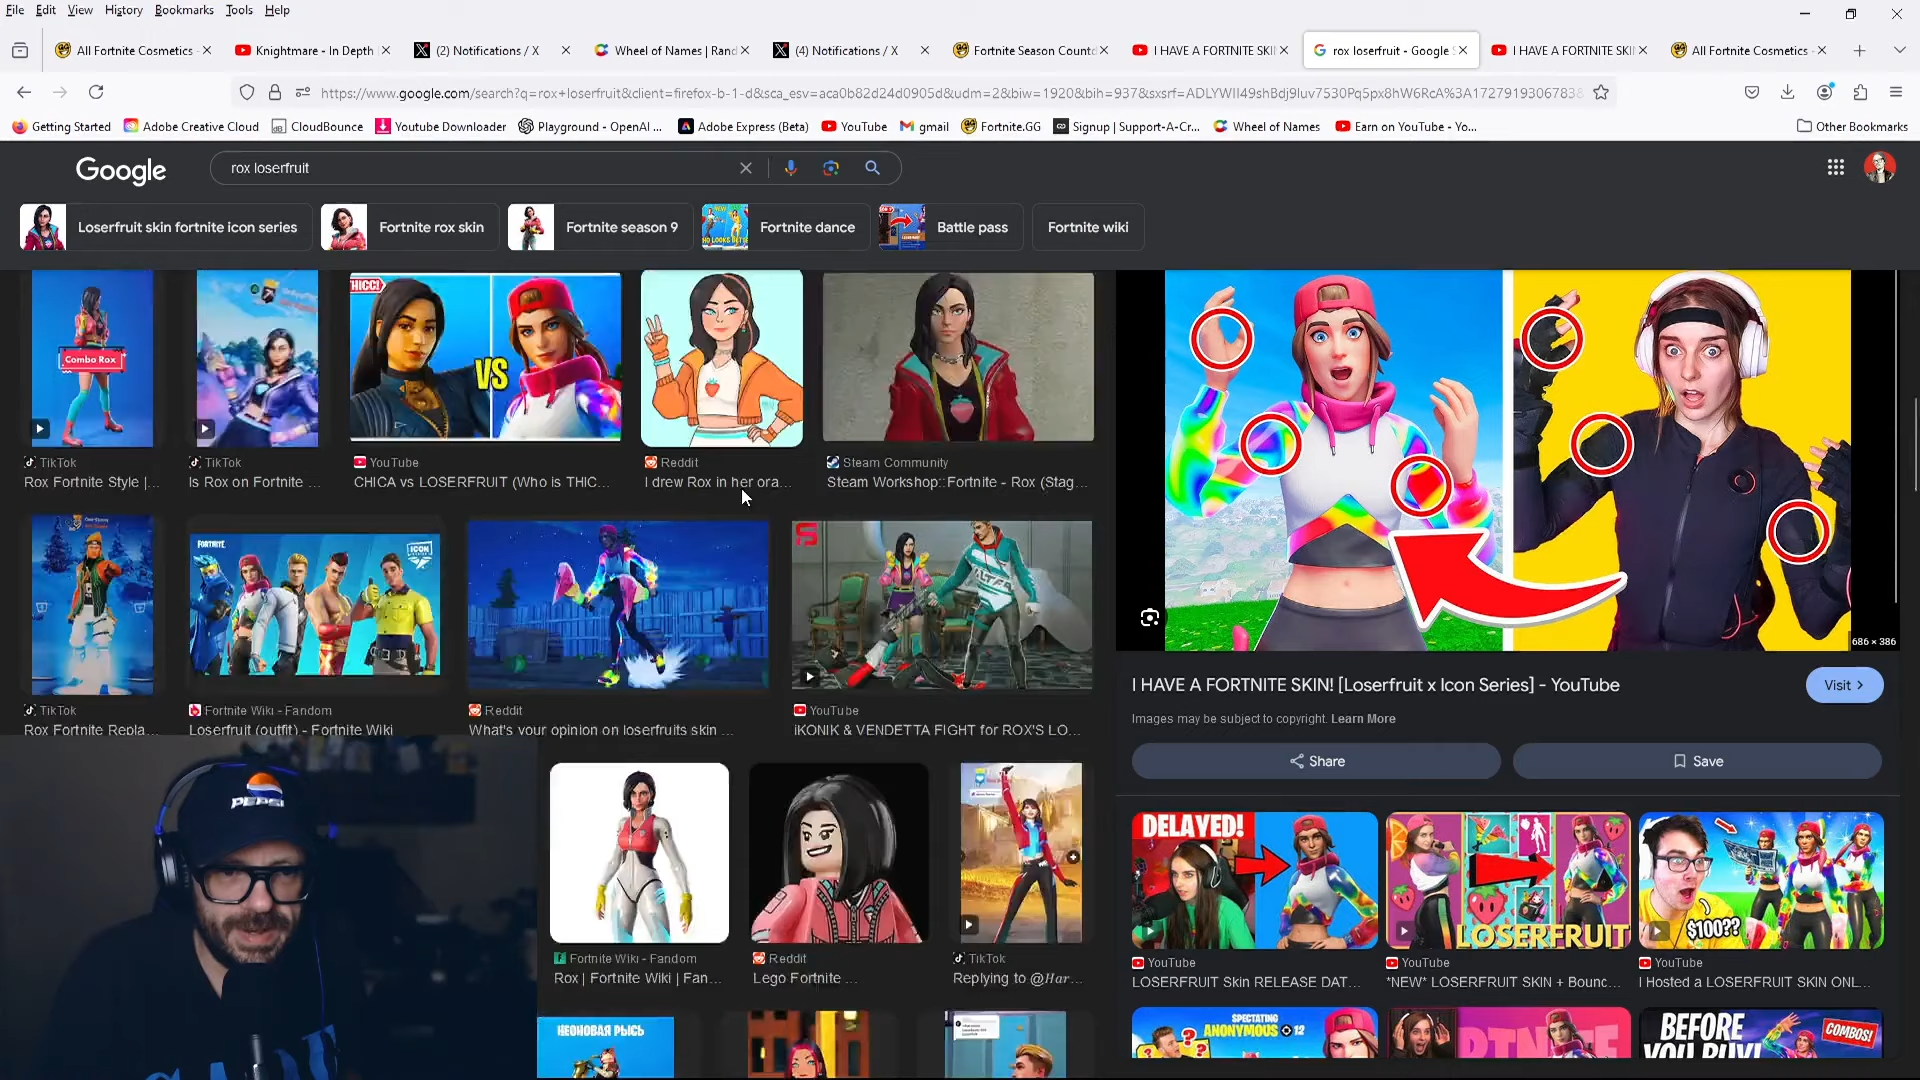 File Edit View History Bookmarks Tools Help
All Fortnite Cosmetics -
Knightmare - In Depth
(2) Notifications / X
Wheel of Names | Rand
(4) Notifications / X
Fortnite Season Countd
I HAVE A FORTNITE SKI
rox loserfruit - Google S
I HAVE A FORTNITE SKI
All Fortnite Cosmetics -
https://www.google.com/search?q=rox+loserfruit&client=firefox-b-1-d&sca_esv=aca0b82d24d0905d&udm=2&biw=1920&bih=937&sxsrf=ADLYWII49shBdj9luv7530Pq5px8hW6RcA%3A1727919306783
Getting Started
Adobe Creative Cloud
CloudBounce
Youtube Downloader
Playground - OpenAI ...
Adobe Express (Beta)
YouTube
gmail
Fortnite.GG
Signup | Support-A-Cr...
Wheel of Names
Earn on YouTube - Yo...
Other Bookmarks
Google
rox loserfruit
Loserfruit skin fortnite icon series
Fortnite rox skin
Fortnite season 9
Fortnite dance
Battle pass
Fortnite wiki
Combo Rox
THICC!
VS
TikTok
Rox Fortnite Style |...
TikTok
Is Rox on Fortnite ...
YouTube
CHICA vs LOSERFRUIT (Who is THIC...
Reddit
I drew Rox in her ora...
Steam Community
Steam Workshop::Fortnite - Rox (Stag...
FORTNITE
ICON
TikTok
Rox Fortnite Repla...
Fortnite Wiki - Fandom
Loserfruit (outfit) - Fortnite Wiki
Reddit
What's your opinion on loserfruits skin ...
YouTube
iKONIK & VENDETTA FIGHT for ROX'S LO...
686 × 386
I HAVE A FORTNITE SKIN! [Loserfruit x Icon Series] - YouTube
Visit
Images may be subject to copyright. Learn More
Share
Save
PEPSI
Fortnite Wiki - Fandom
Rox | Fortnite Wiki | Fan...
Reddit
Lego Fortnite ...
TikTok
Replying to @Har...
DELAYED!
LOSERFRUIT
$100??
YouTube
LOSERFRUIT Skin RELEASE DAT...
YouTube
*NEW* LOSERFRUIT SKIN + Bounc...
YouTube
I Hosted a LOSERFRUIT SKIN ONL...
НЕОНОВАЯ РЫСЬ
SPECTATING
ANONYMOUS 12
BEFORE
YOU BUY!
COMBOS!